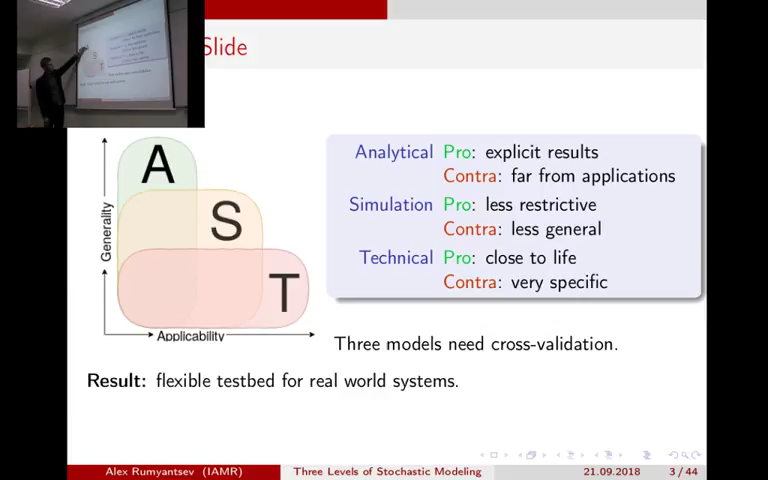 Slide
A
S
T
Generality
Applicability
Analytical Pro: explicit results
Contra: far from applications
Simulation Pro: less restrictive
Contra: less general
Technical Pro: close to life
Contra: very specific
Three models need cross-validation.
Result: flexible testbed for real world systems.
Alex Rumyantsev (IAMR) Three Levels of Stochastic Modeling 21.09.2018 3 / 44